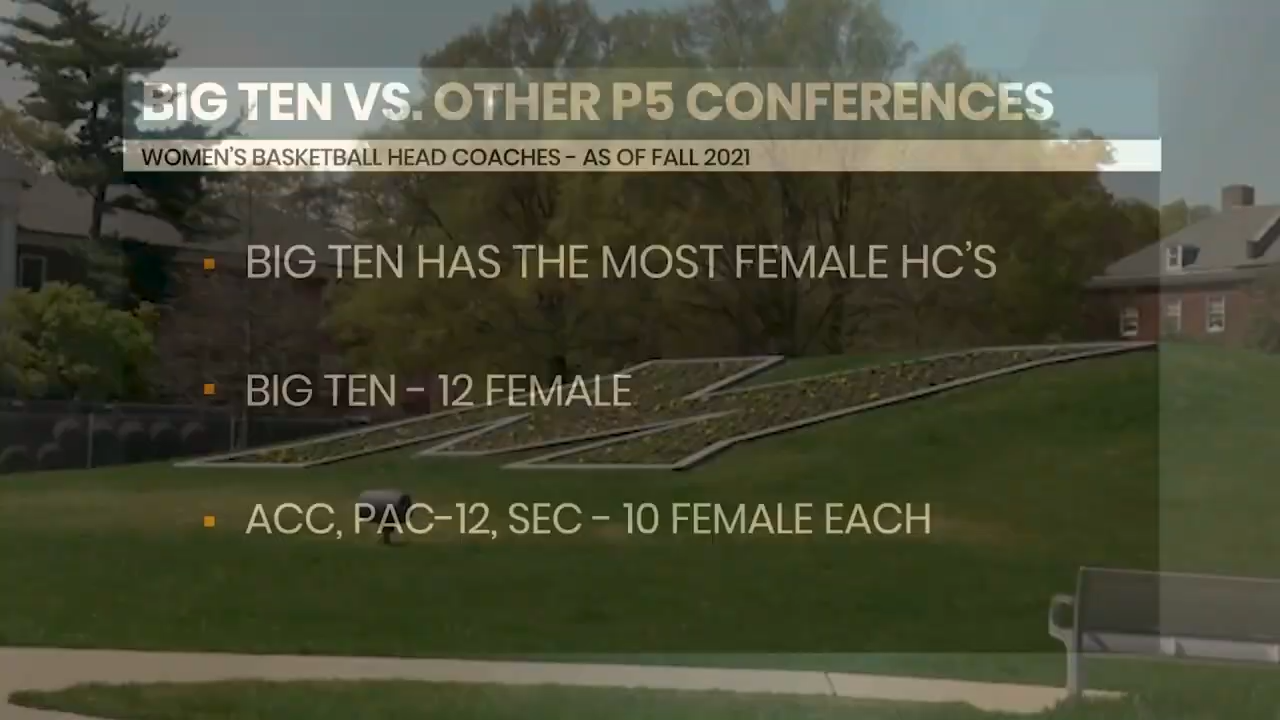 BIG TEN VS. OTHER P5 CONFERENCES
WOMEN'S BASKETBALL HEAD COACHES - AS OF FALL 2021
BIG TEN HAS THE MOST FEMALE HC'S
BIG TEN - 12 FEMALE
ACC, PAC-12, SEC - 10 FEMALE EACH